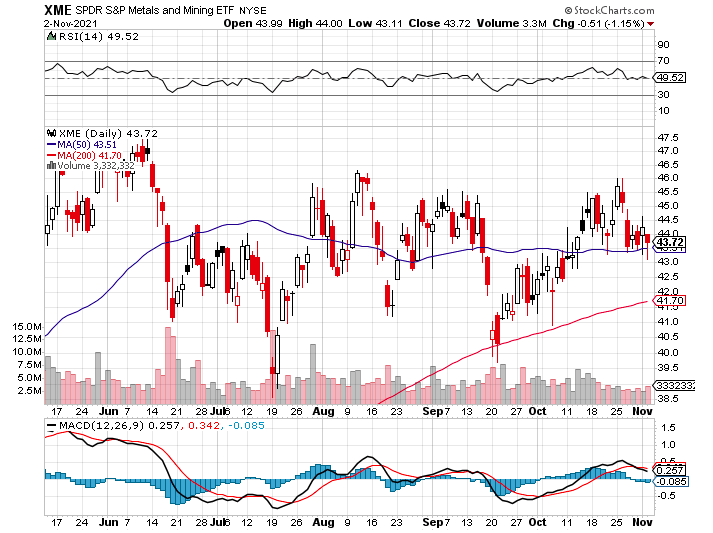 XME SPDR S&P Metals and Mining ETF NYSE © StockCharts.com
2-Nov-2021 Open 43.99 High 44.00 Low 43.11 Close 43.72 Volume 3.3M Chg -0.51 (-1.15%)
RSI(14) 49.52
90
70
49.52
30
10
XME (Daily) 43.72
MA(50) 43.51
MA(200) 41.70
Volume 3,332,332
47.5
47.0
46.5
46.0
45.5
45.0
44.5
44.0
43.72
43.0
42.5
42.0
41.70
41.0
40.5
40.0
39.5
38.5
15.0M
12.5M
10.0M
7.5M
5.0M
2.5M
3332332
17 24 Jun 7 14 21 28 Jul 6 12 19 26 Aug 9 16 23 Sep 7 13 20 27 Oct 11 18 25 Nov
MACD(12,26,9) 0.257, 0.342, -0.085
1.5
1.0
0.5
0.257
-0.085
-0.5
17 24 Jun 7 14 21 28 Jul 6 12 19 26 Aug 9 16 23 Sep 7 13 20 27 Oct 11 18 25 Nov